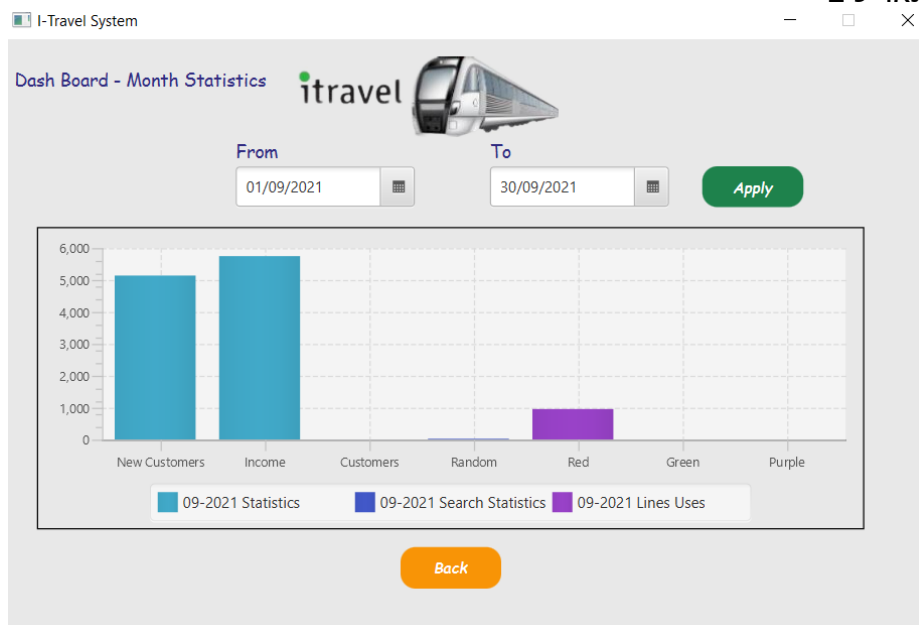 I-Travel System
Dash Board - Month Statistics
itravel
From To
01/09/2021 30/09/2021 Apply
6,000
5,000
4,000
3,000
2,000
1,000
0
New Customers Income Customers Random Red Green Purple
09-2021 Statistics 09-2021 Search Statistics 09-2021 Lines Uses
Back